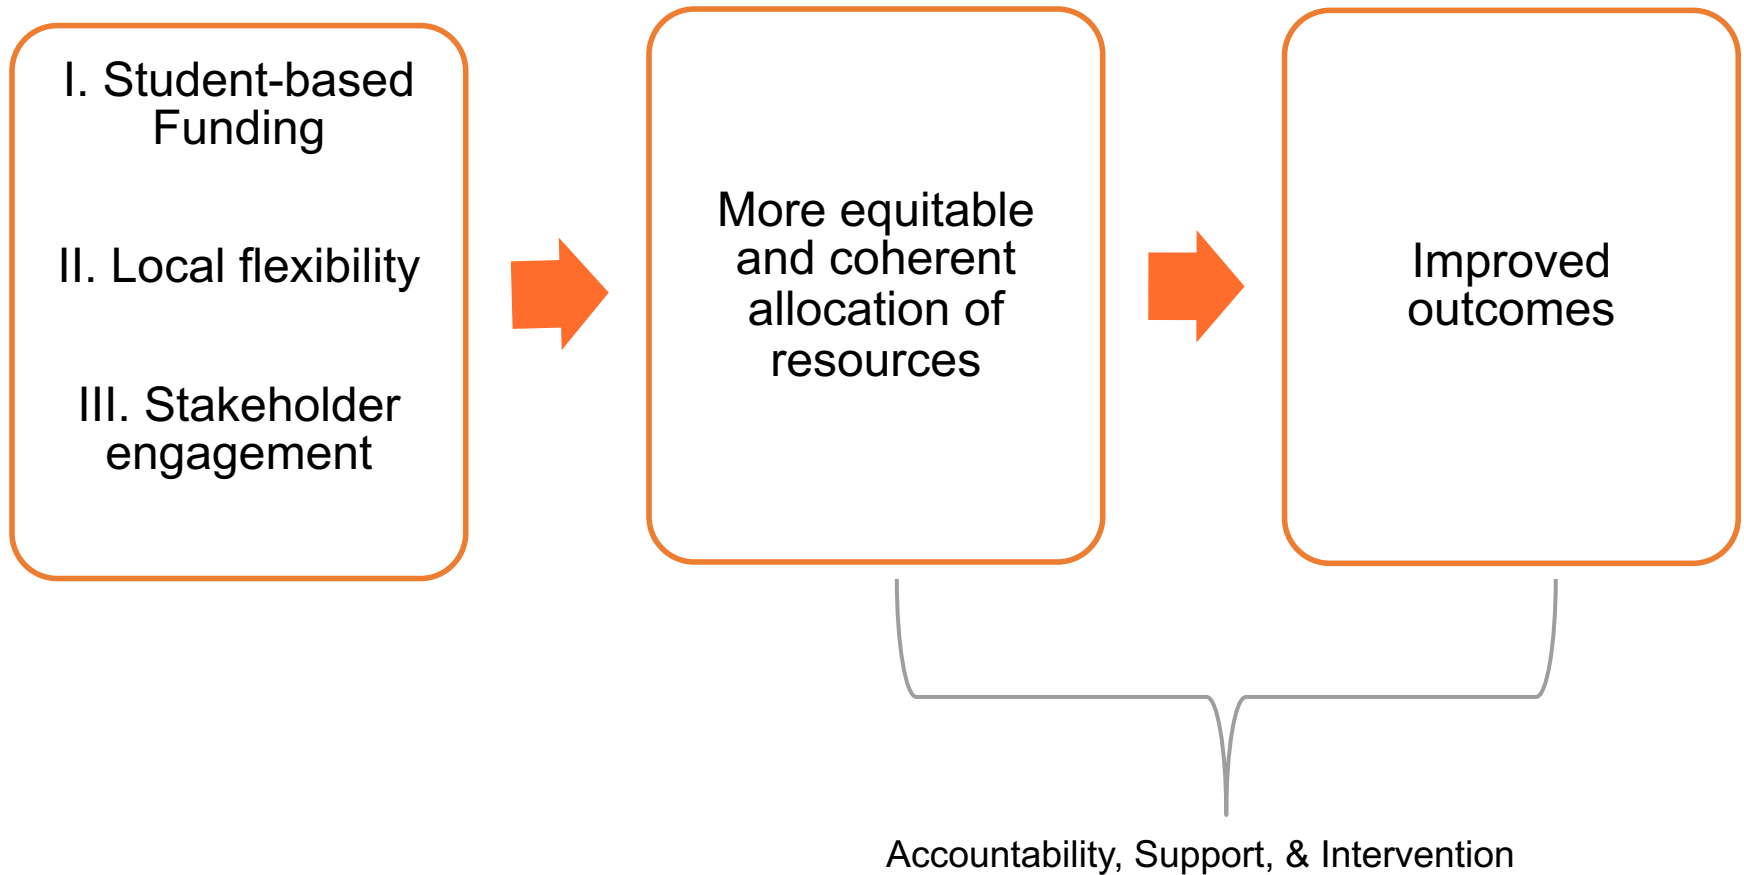 I. Student-based
Funding
II. Local flexibility
III. Stakeholder
engagement
More equitable
and coherent
allocation of
resources
Improved
outcomes
Accountability, Support, & Intervention